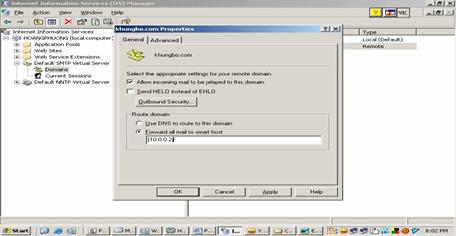 Internet Information Services (IIS) Manager
File Action View Window Help
Internet Information Services
HOANGPHUONG (local computer)
Application Pools
Web Sites
Web Service Extensions
Default SMTP Virtual Server
Domains
Current Sessions
Default NNTP Virtual Server
Type
Local (Default)
Remote
khungbo.com Properties
General Advanced
khungbo.com
Select the appropriate settings for your remote domain.
Allow incoming mail to be relayed to this domain
Send HELO instead of EHLO
Outbound Security...
Route domain
Use DNS to route to this domain
Forward all mail to smart host
[10.0.0.2]
OK Cancel Apply Help
Start
8:02 PM